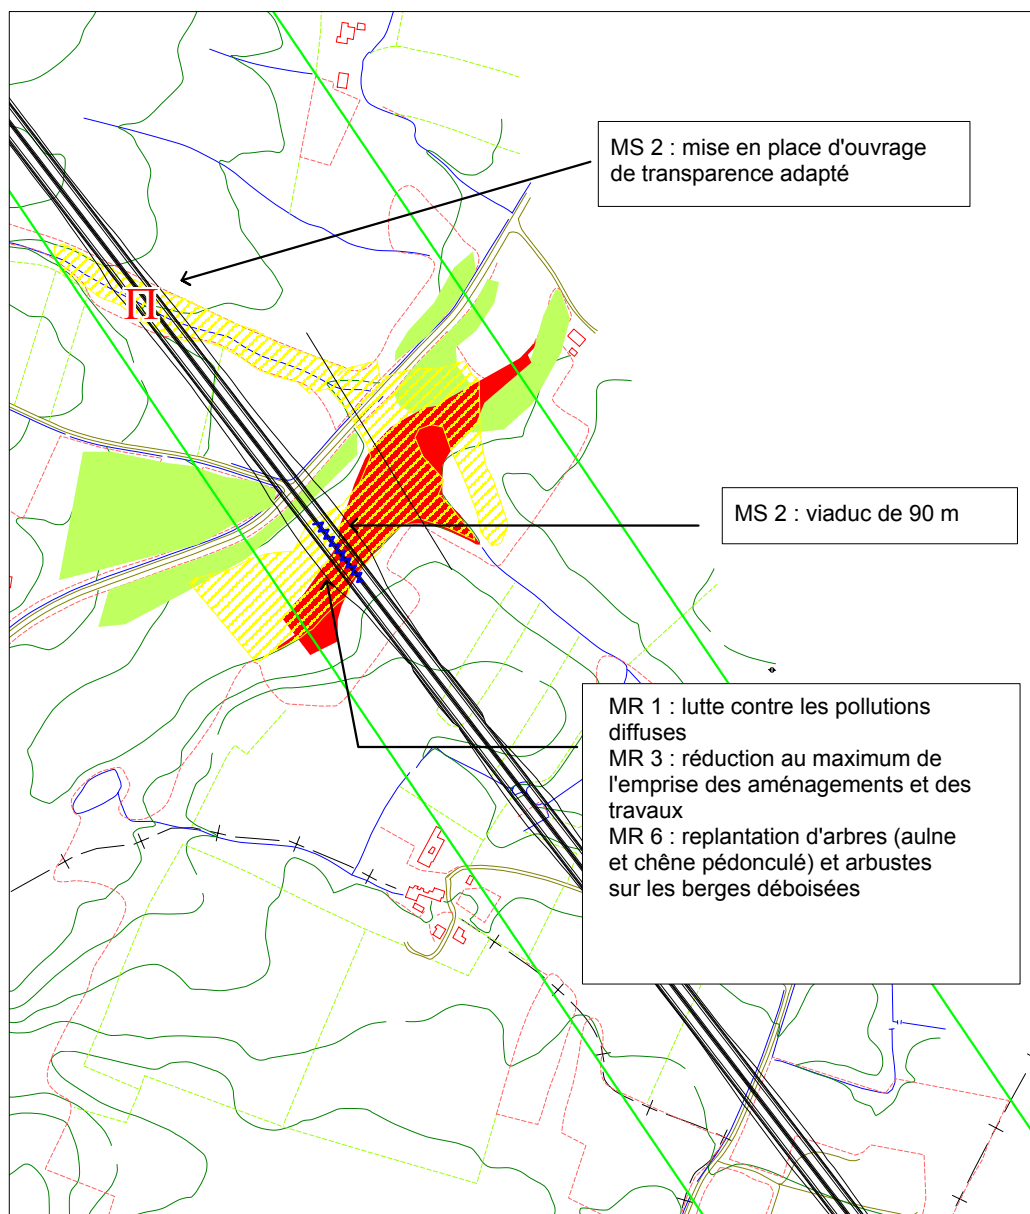 MS 2 : mise en place d'ouvrage
de transparence adapté
MS 2 : viaduc de 90 m
MR 1 : lutte contre les pollutions
diffuses
MR 3 : réduction au maximum de
l'emprise des aménagements et des
travaux
MR 6 : replantation d'arbres (aulne
et chêne pédonculé) et arbustes
sur les berges déboisées